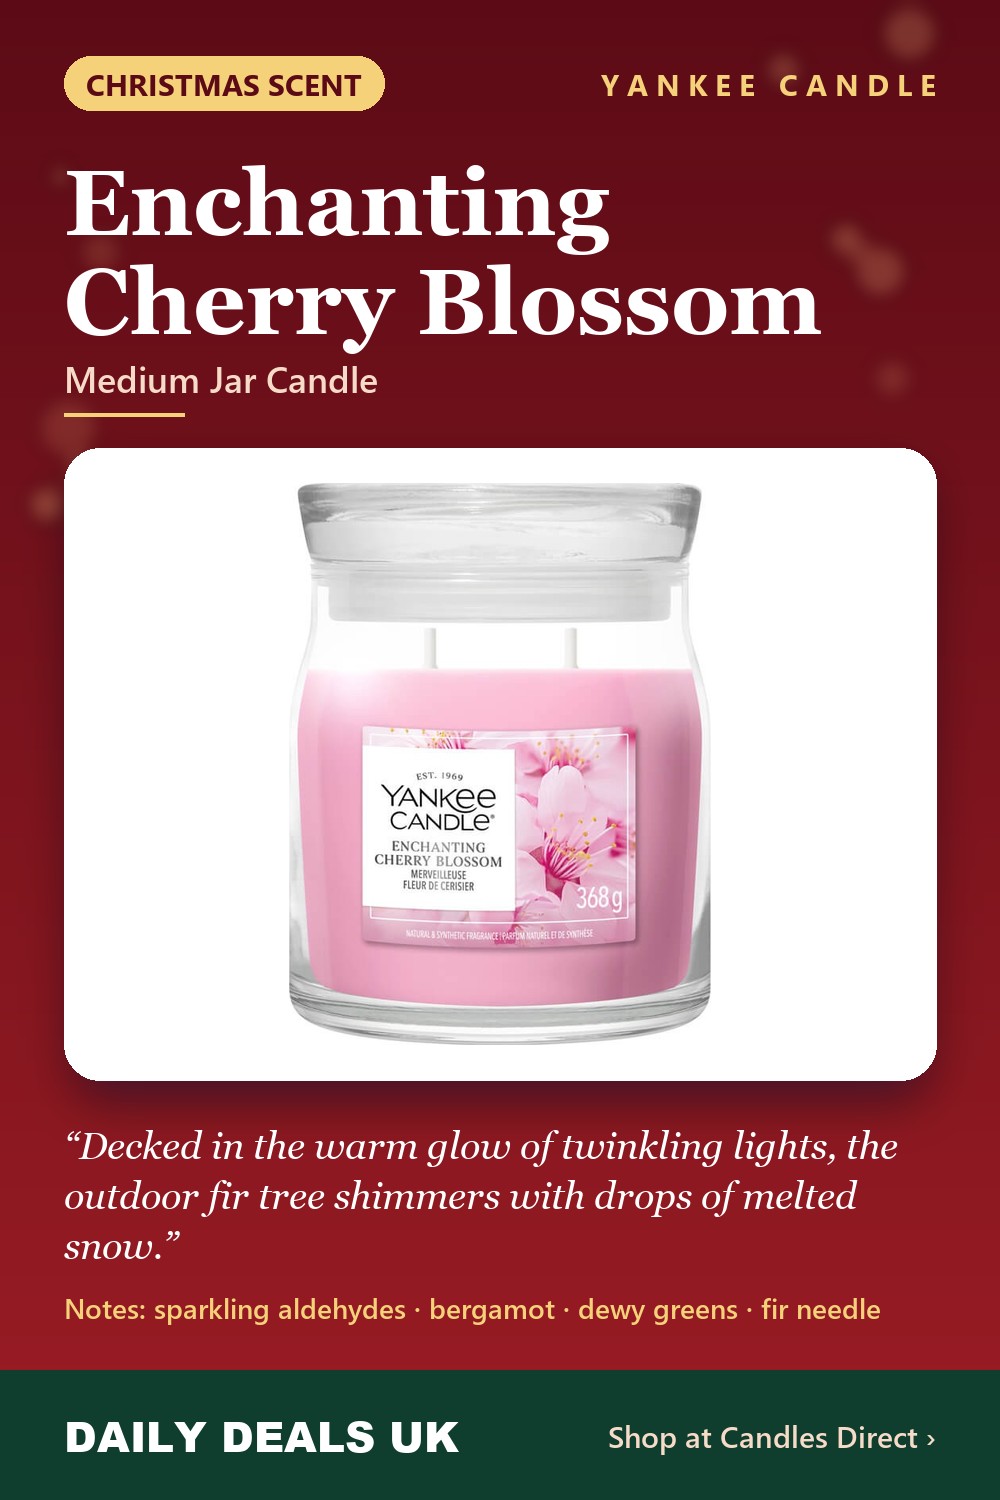 CHRISTMAS SCENT
YANKEE CANDLE
Enchanting
Cherry Blossom
Medium Jar Candle
EST. 1969
YANKEE
CANDLE®
ENCHANTING
CHERRY BLOSSOM
MERVEILLEUSE
FLEUR DE CERISIER
368g
NATURAL & SYNTHETIC FRAGRANCE | PARFUM NATUREL ET DE SYNTHÈSE
“Decked in the warm glow of twinkling lights, the
outdoor fir tree shimmers with drops of melted
snow.”
Notes: sparkling aldehydes · bergamot · dewy greens · fir needle
DAILY DEALS UK
Shop at Candles Direct ›